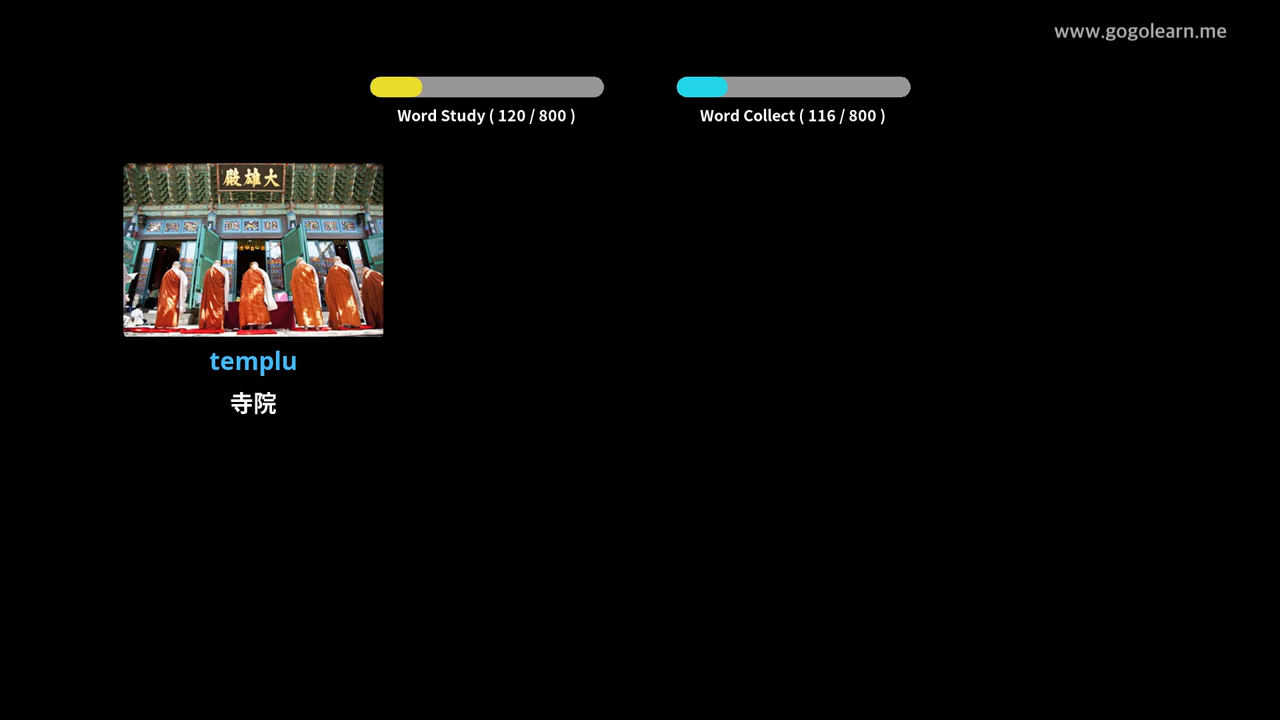 www.gogolearn.me
Word Study ( 120 / 800 )
Word Collect ( 116 / 800 )
殿雄大
templu
寺院